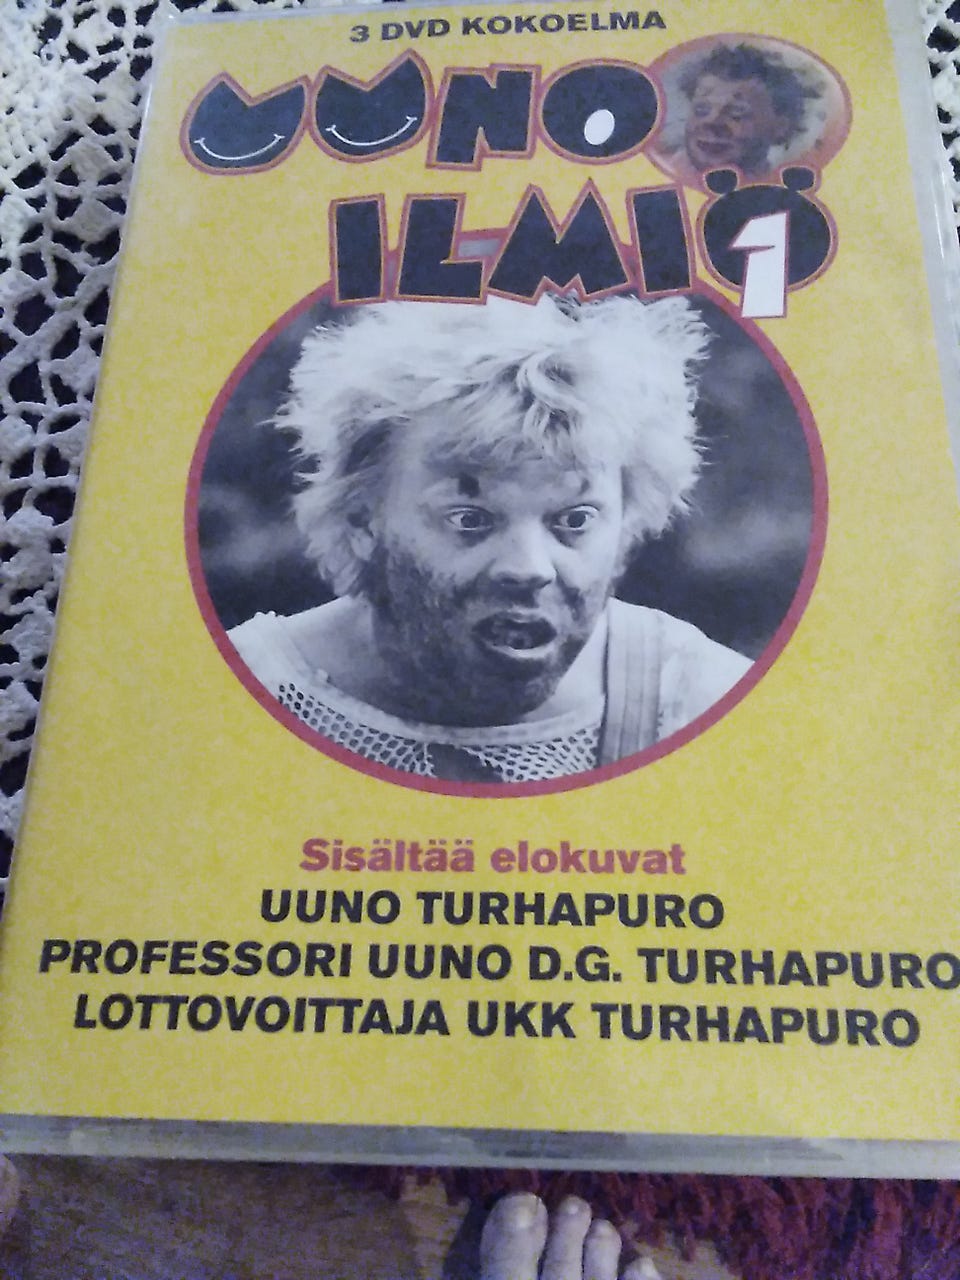 3 DVD KOKOELMA
UUNO
ILMIÖ 1
Sisältää elokuvat
UUNO TURHAPURO
PROFESSORI UUNO D.G. TURHAPURO
LOTTOVOITTAJA UKK TURHAPURO